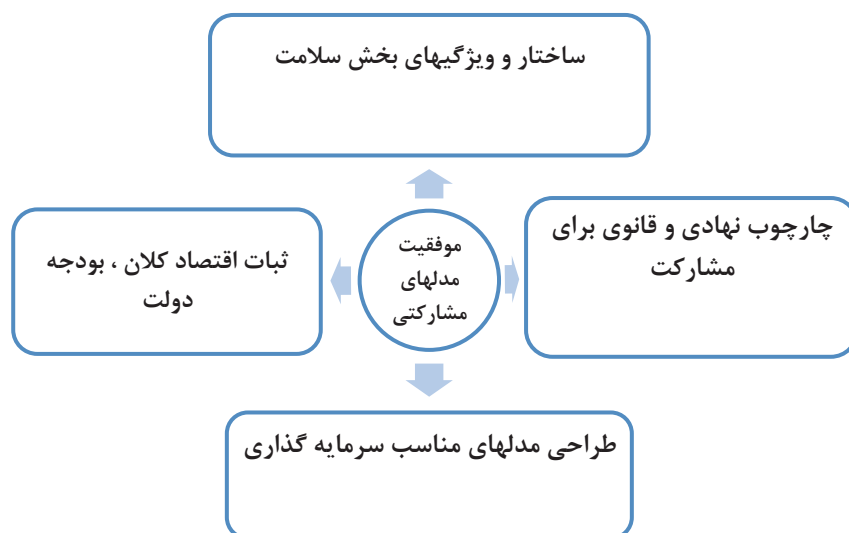 ساختار و ویژگیهای بخش سلامت
چارچوب نهادی و قانوی برای
مشارکت
موفقیت
مدلهای
مشارکتی
ثبات اقتصاد کلان ، بودجه
دولت
طراحی مدلهای مناسب سرمایه گذاری